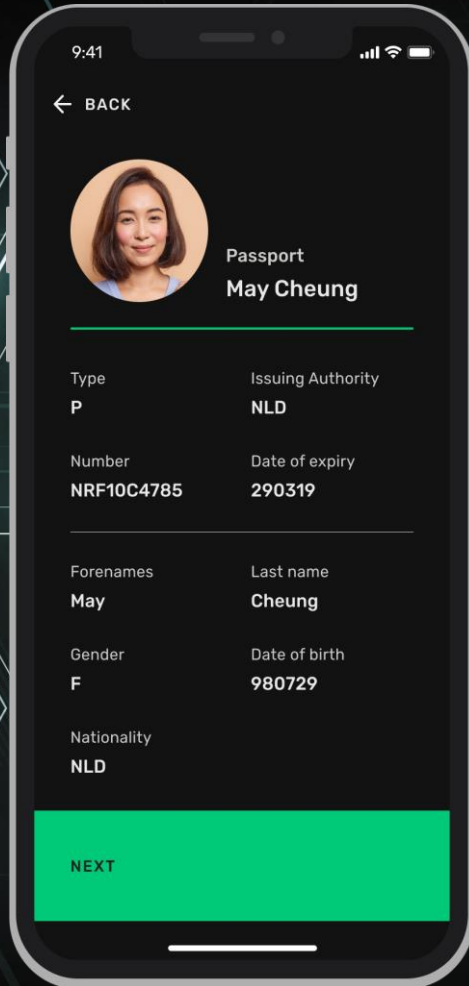 9:41
BACK
Passport
May Cheung
Type
P
Issuing Authority
NLD
Number
NRF10C4785
Date of expiry
290319
Forenames
May
Last name
Cheung
Gender
F
Date of birth
980729
Nationality
NLD
NEXT